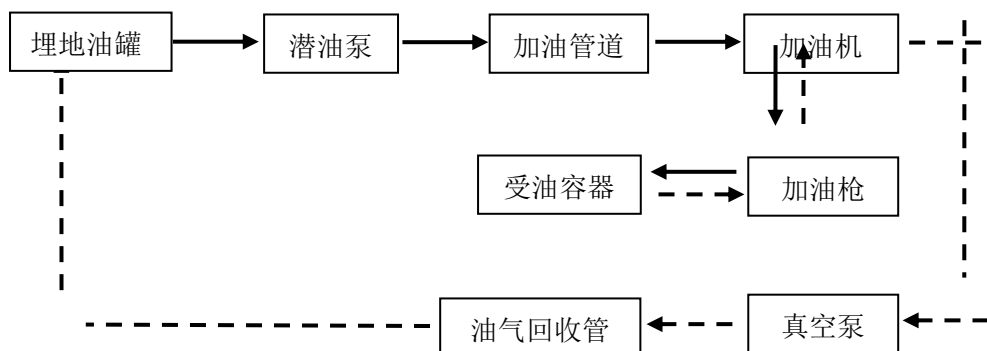 埋地油罐
潜油泵
加油管道
加油机
受油容器
加油枪
油气回收管
真空泵